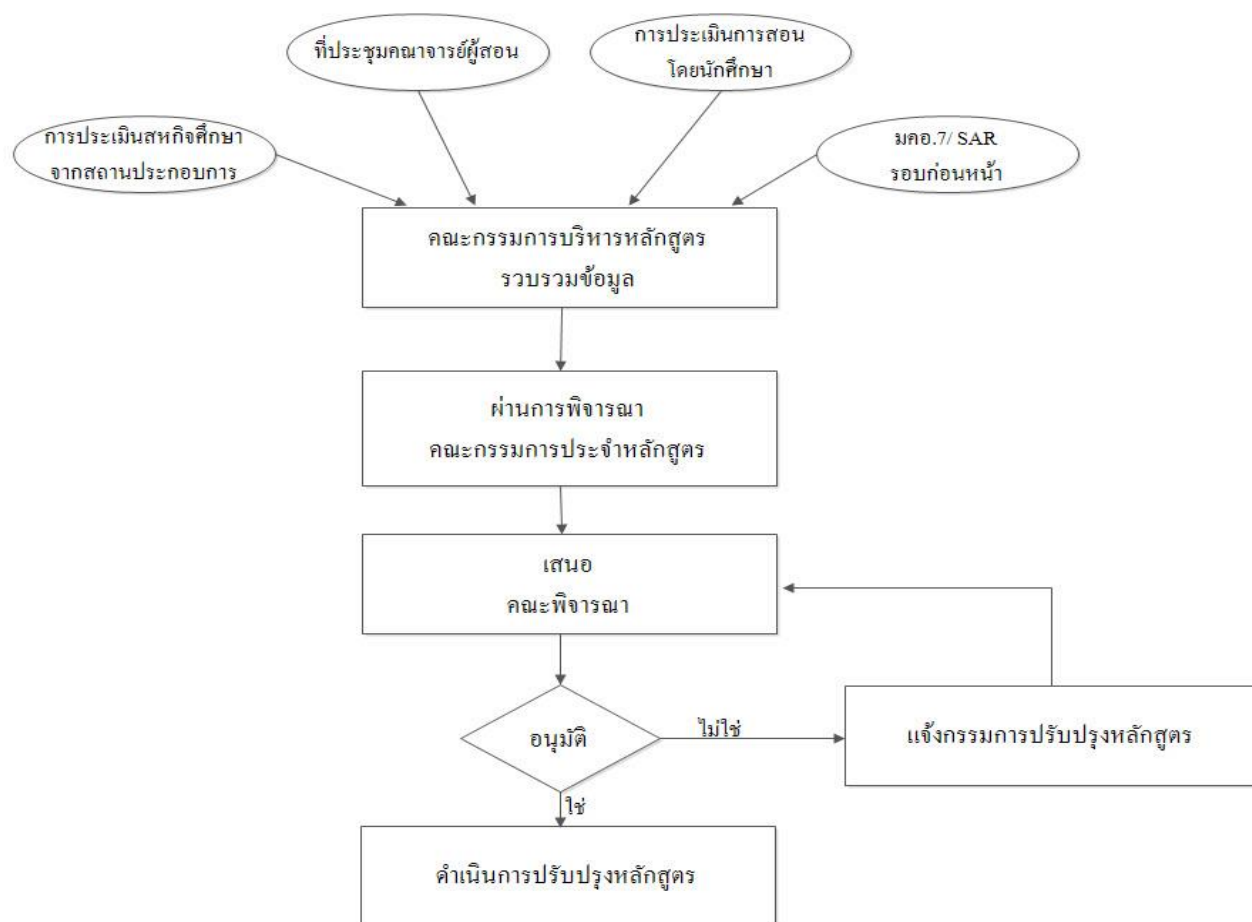 ที่ประชุมคณาจารย์ผู้สอน
การประเมินการสอน
โดยนักศึกษา
การประเมินสหกิจศึกษา
จากสถานประกอบการ
มคอ.7/ SAR
รอบก่อนหน้า
คณะกรรมการบริหารหลักสูตร
รวบรวมข้อมูล
ผ่านการพิจารณา
คณะกรรมการประจำหลักสูตร
เสนอ
คณะพิจารณา
อนุมัติ
ไม่ใช่
แจ้งกรรมการปรับปรุงหลักสูตร
ใช่
ดำเนินการปรับปรุงหลักสูตร